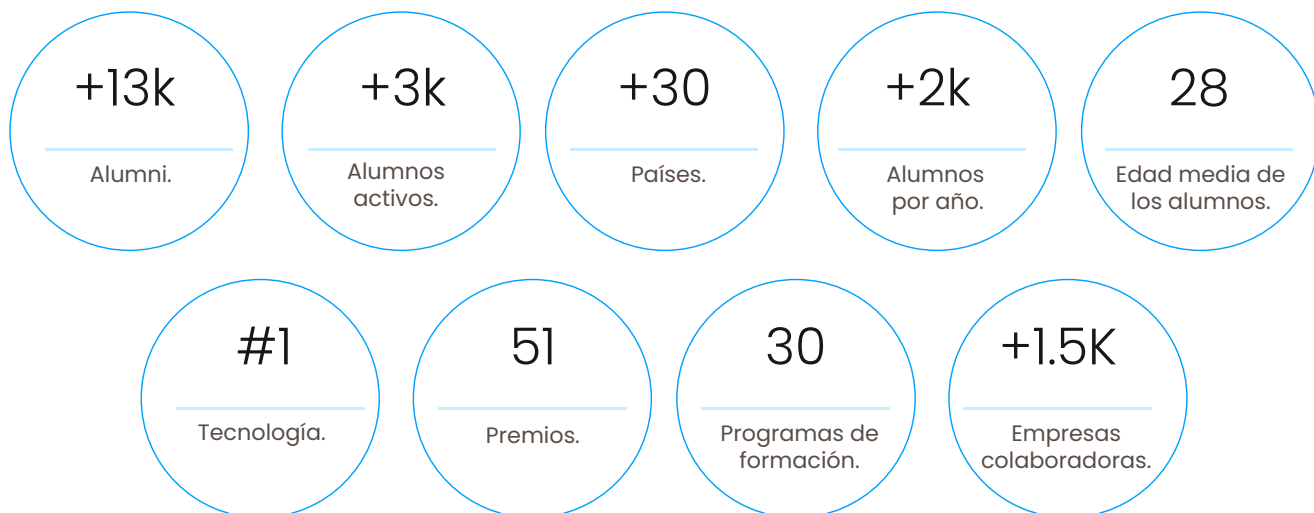 +13k
Alumni.
+3k
Alumnos
activos.
+30
Países.
+2k
Alumnos
por año.
28
Edad media de
los alumnos.
#1
Tecnología.
51
Premios.
30
Programas de
formación.
+1.5K
Empresas
colaboradoras.